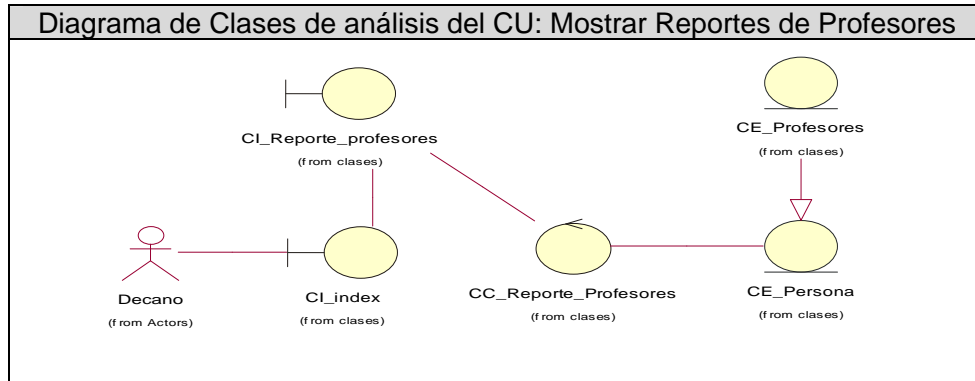 Diagrama de Clases de análisis del CU: Mostrar Reportes de Profesores
CI_Reporte_profesores
(from clases)
CE_Profesores
(from clases)
Decano
(from Actors)
CI_index
(from clases)
CC_Reporte_Profesores
(from clases)
CE_Persona
(from clases)